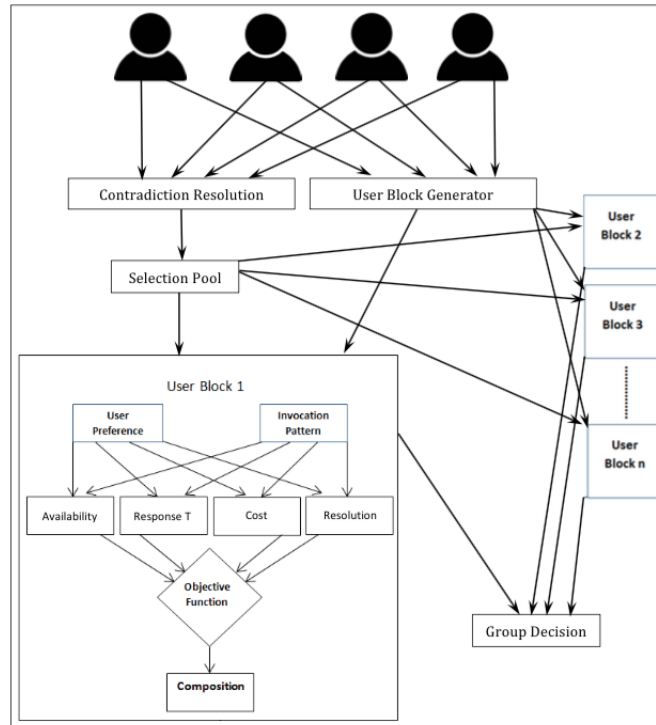 Contradiction Resolution
User Block Generator
User
Block 2
Selection Pool
User
Block 3
User Block 1
User
Preference
Invocation
Pattern
User
Block n
Availability
Response T
Cost
Resolution
Objective
Function
Group Decision
Composition